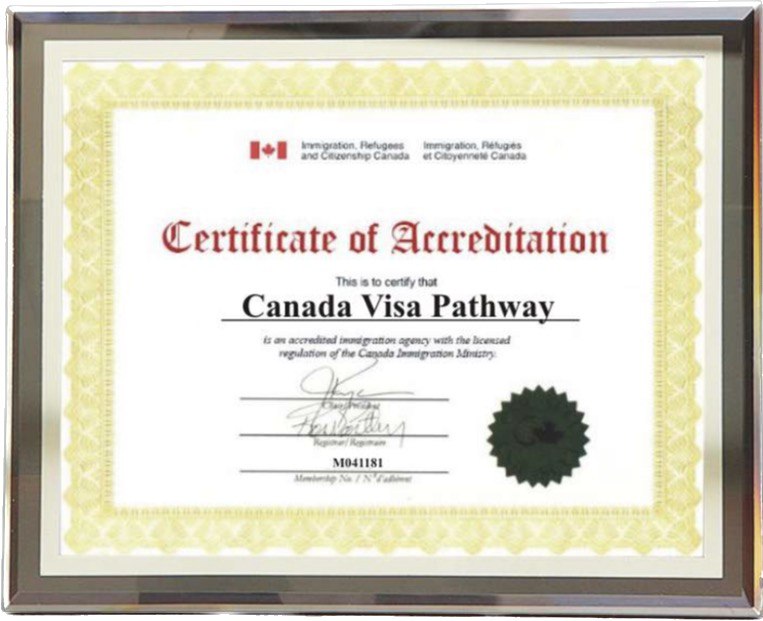 Immigration, Refugees
and Citizenship Canada
Immigration, Réfugiés
et Citoyenneté Canada
Certificate of Accreditation
This is to certify that
Canada Visa Pathway
is an accredited immigration agency with the licensed
regulation of the Canada Immigration Ministry.
Chair/President
Registrar/ Registraire
M041181
Membership No. / N° d'adhérent